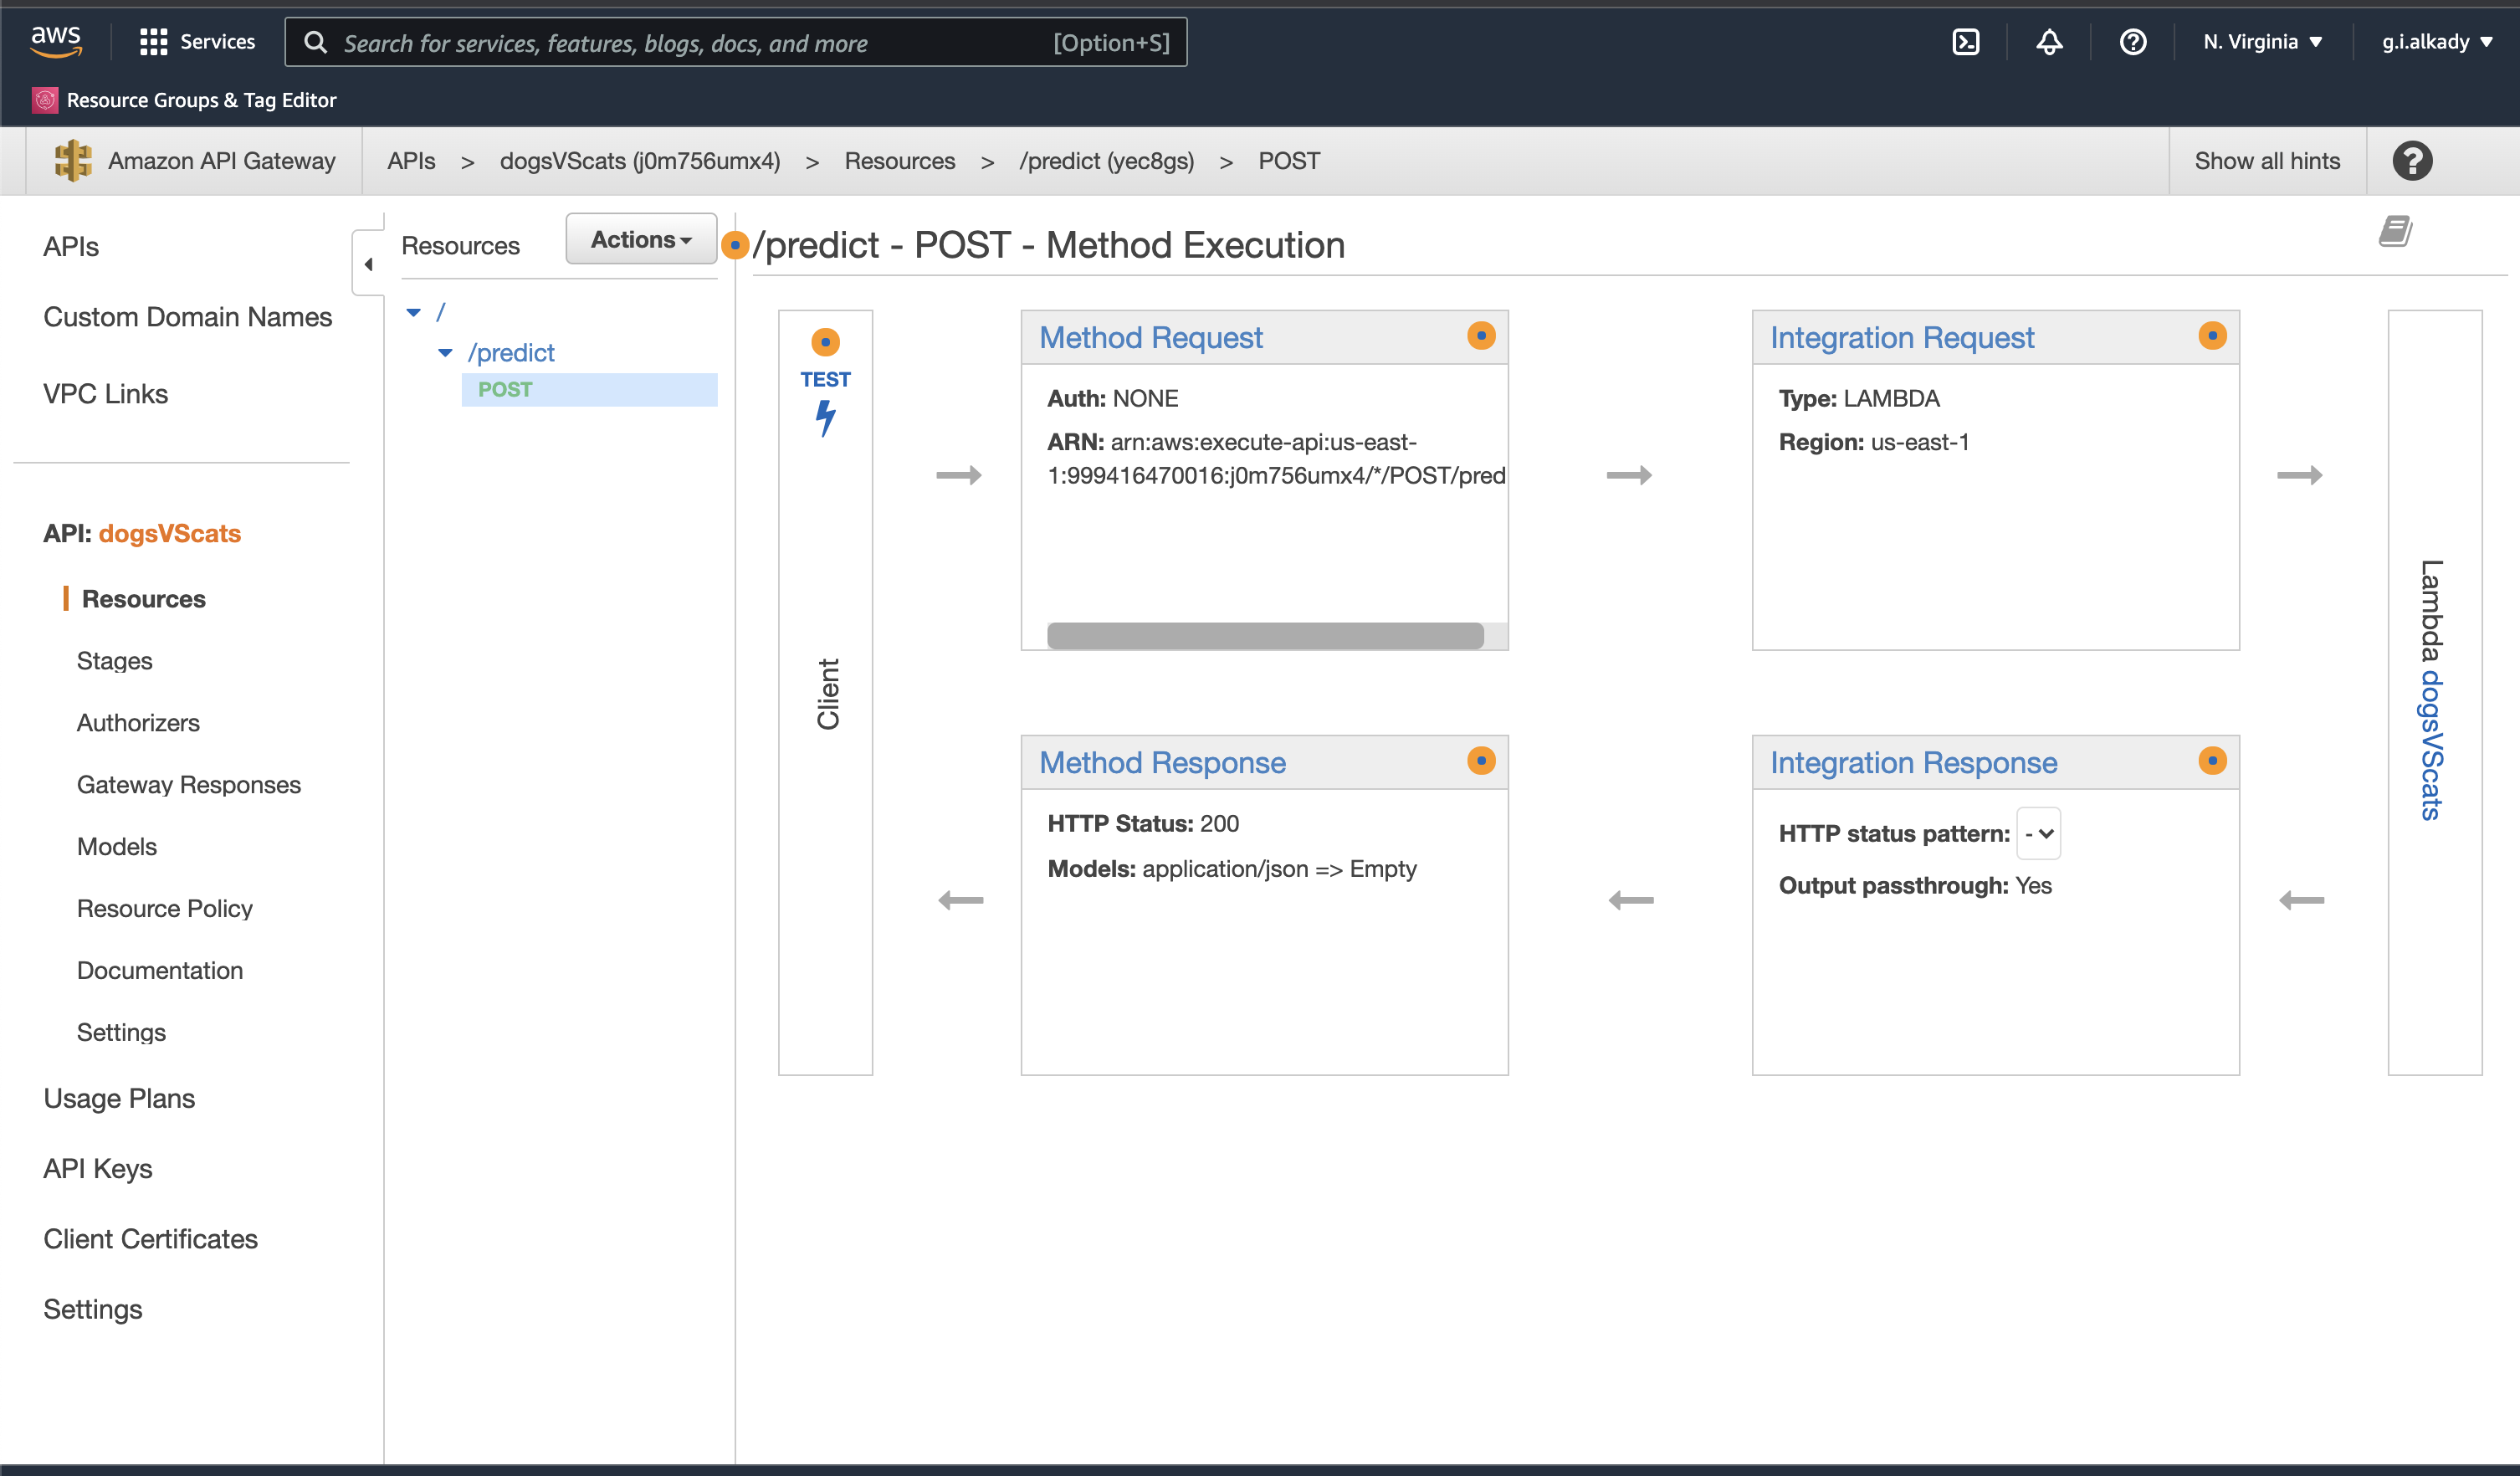 aws
Services
Search for services, features, blogs, docs, and more
[Option+S]
N. Virginia ▼
g.i.alkady ▼
Resource Groups & Tag Editor
Amazon API Gateway
APIs > dogsVScats (j0m756umx4) > Resources > /predict (yec8gs) > POST
Show all hints
APIs
Custom Domain Names
VPC Links
API: dogsVScats
Resources
Stages
Authorizers
Gateway Responses
Models
Resource Policy
Documentation
Settings
Usage Plans
API Keys
Client Certificates
Settings
Resources
Actions
/
/predict
POST
/predict - POST - Method Execution
TEST
Client
Method Request
Auth: NONE
ARN: arn:aws:execute-api:us-east-
1:999416470016:j0m756umx4/*/POST/pred
Integration Request
Type: LAMBDA
Region: us-east-1
Method Response
HTTP Status: 200
Models: application/json => Empty
Integration Response
HTTP status pattern: -
Output passthrough: Yes
Lambda dogsVScats